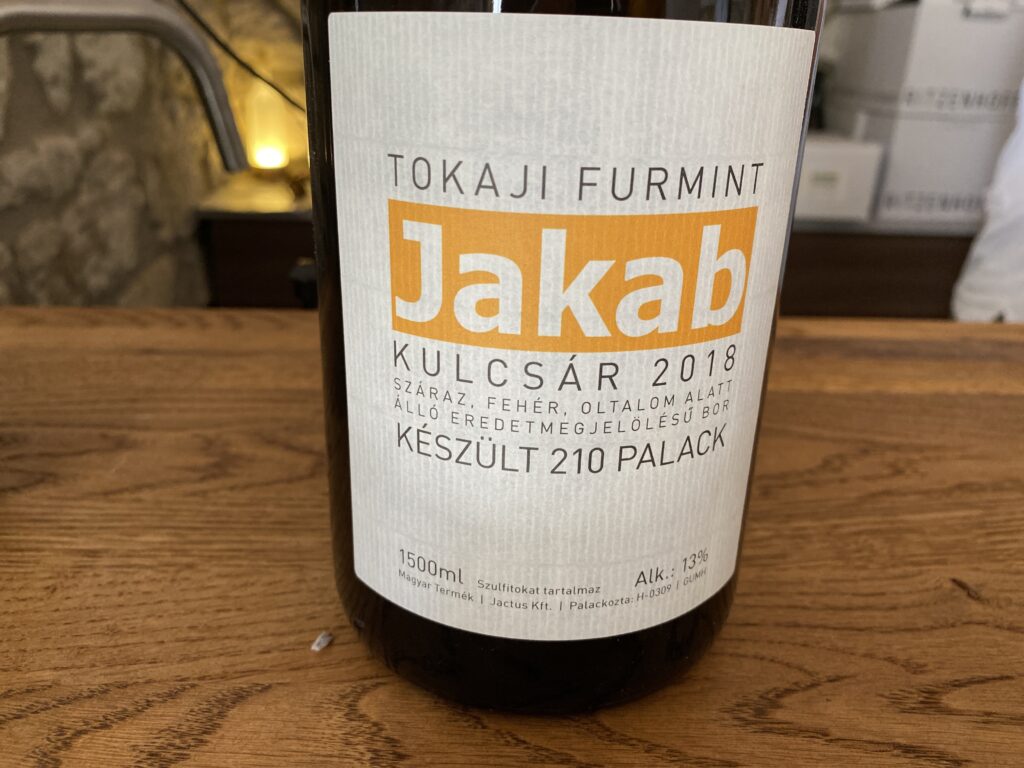 TOKAJI FURMINT
Jakab
KULCSÁR 2018
SZÁRAZ, FEHÉR, OLTALOM ALATT
ÁLLÓ EREDETMEGJELÖLÉSŰ BOR
KÉSZÜLT 210 PALACK
1500ml Szulfitokat tartalmaz Alk.: 13%
Magyar Termék | Jactus Kft. | Palackozta: H-0309 | GUMH